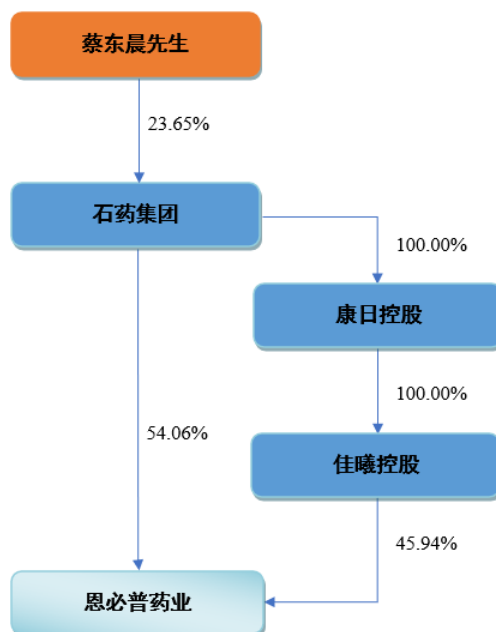 蔡东晨先生
23.65%
石药集团
100.00%
康日控股
100.00%
54.06%
佳曦控股
45.94%
恩必普药业